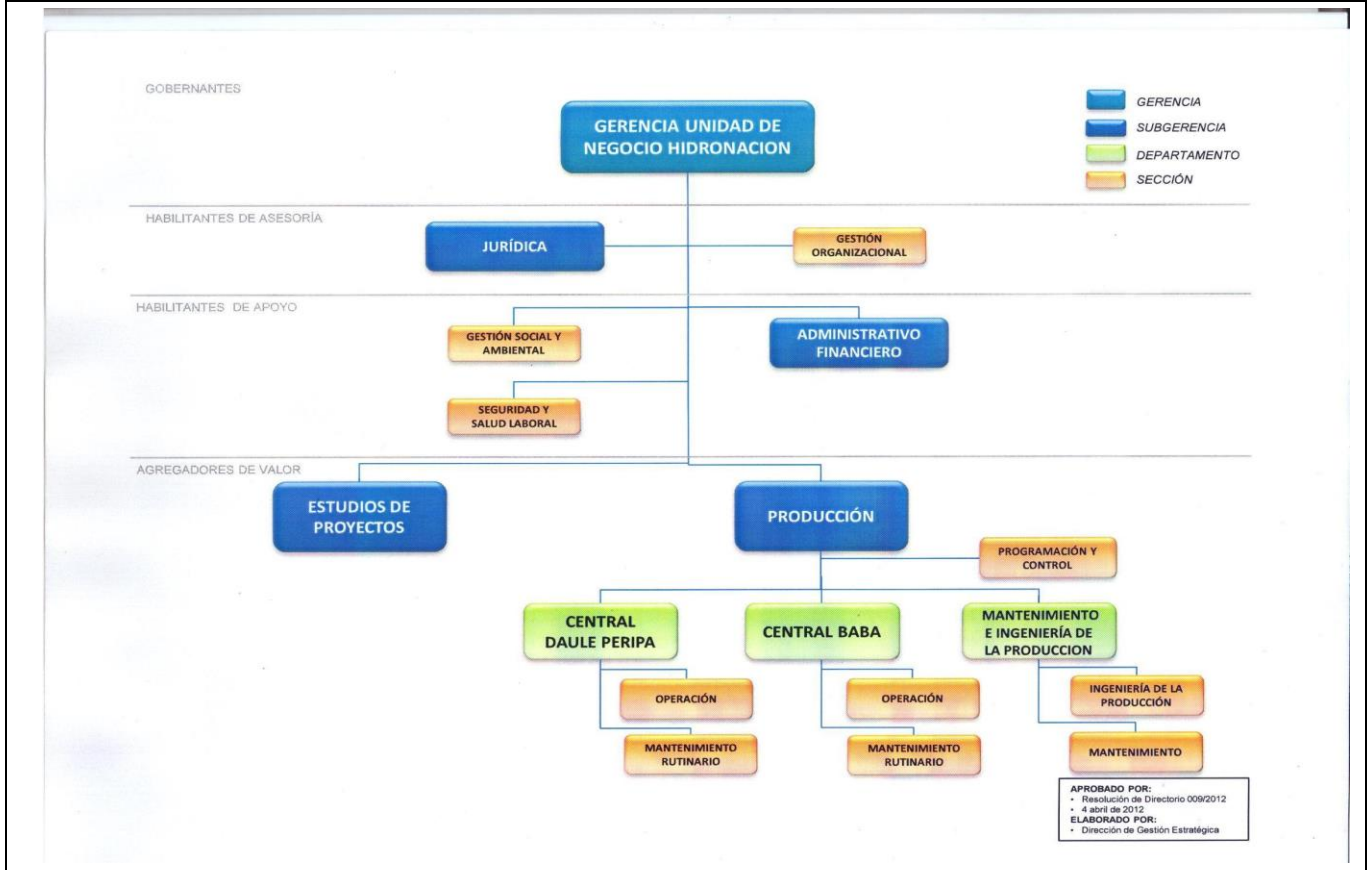 GOBERNANTES
GERENCIA UNIDAD DE
NEGOCIO HIDRONACION
GERENCIA
SUBGERENCIA
DEPARTAMENTO
SECCIÓN
HABILITANTES DE ASESORÍA
JURÍDICA
GESTIÓN
ORGANIZACIONAL
HABILITANTES DE APOYO
GESTIÓN SOCIAL Y
AMBIENTAL
ADMINISTRATIVO
FINANCIERO
SEGURIDAD Y
SALUD LABORAL
AGREGADORES DE VALOR
ESTUDIOS DE
PROYECTOS
PRODUCCIÓN
PROGRAMACIÓN Y
CONTROL
CENTRAL
DAULE PERIPA
CENTRAL BABA
MANTENIMIENTO
E INGENIERÍA DE
LA PRODUCCION
OPERACIÓN
OPERACIÓN
INGENIERÍA DE LA
PRODUCCIÓN
MANTENIMIENTO
RUTINARIO
MANTENIMIENTO
RUTINARIO
MANTENIMIENTO
APROBADO POR:
• Resolución de Directorio 009/2012
• 4 abril de 2012
ELABORADO POR:
• Dirección de Gestión Estratégica